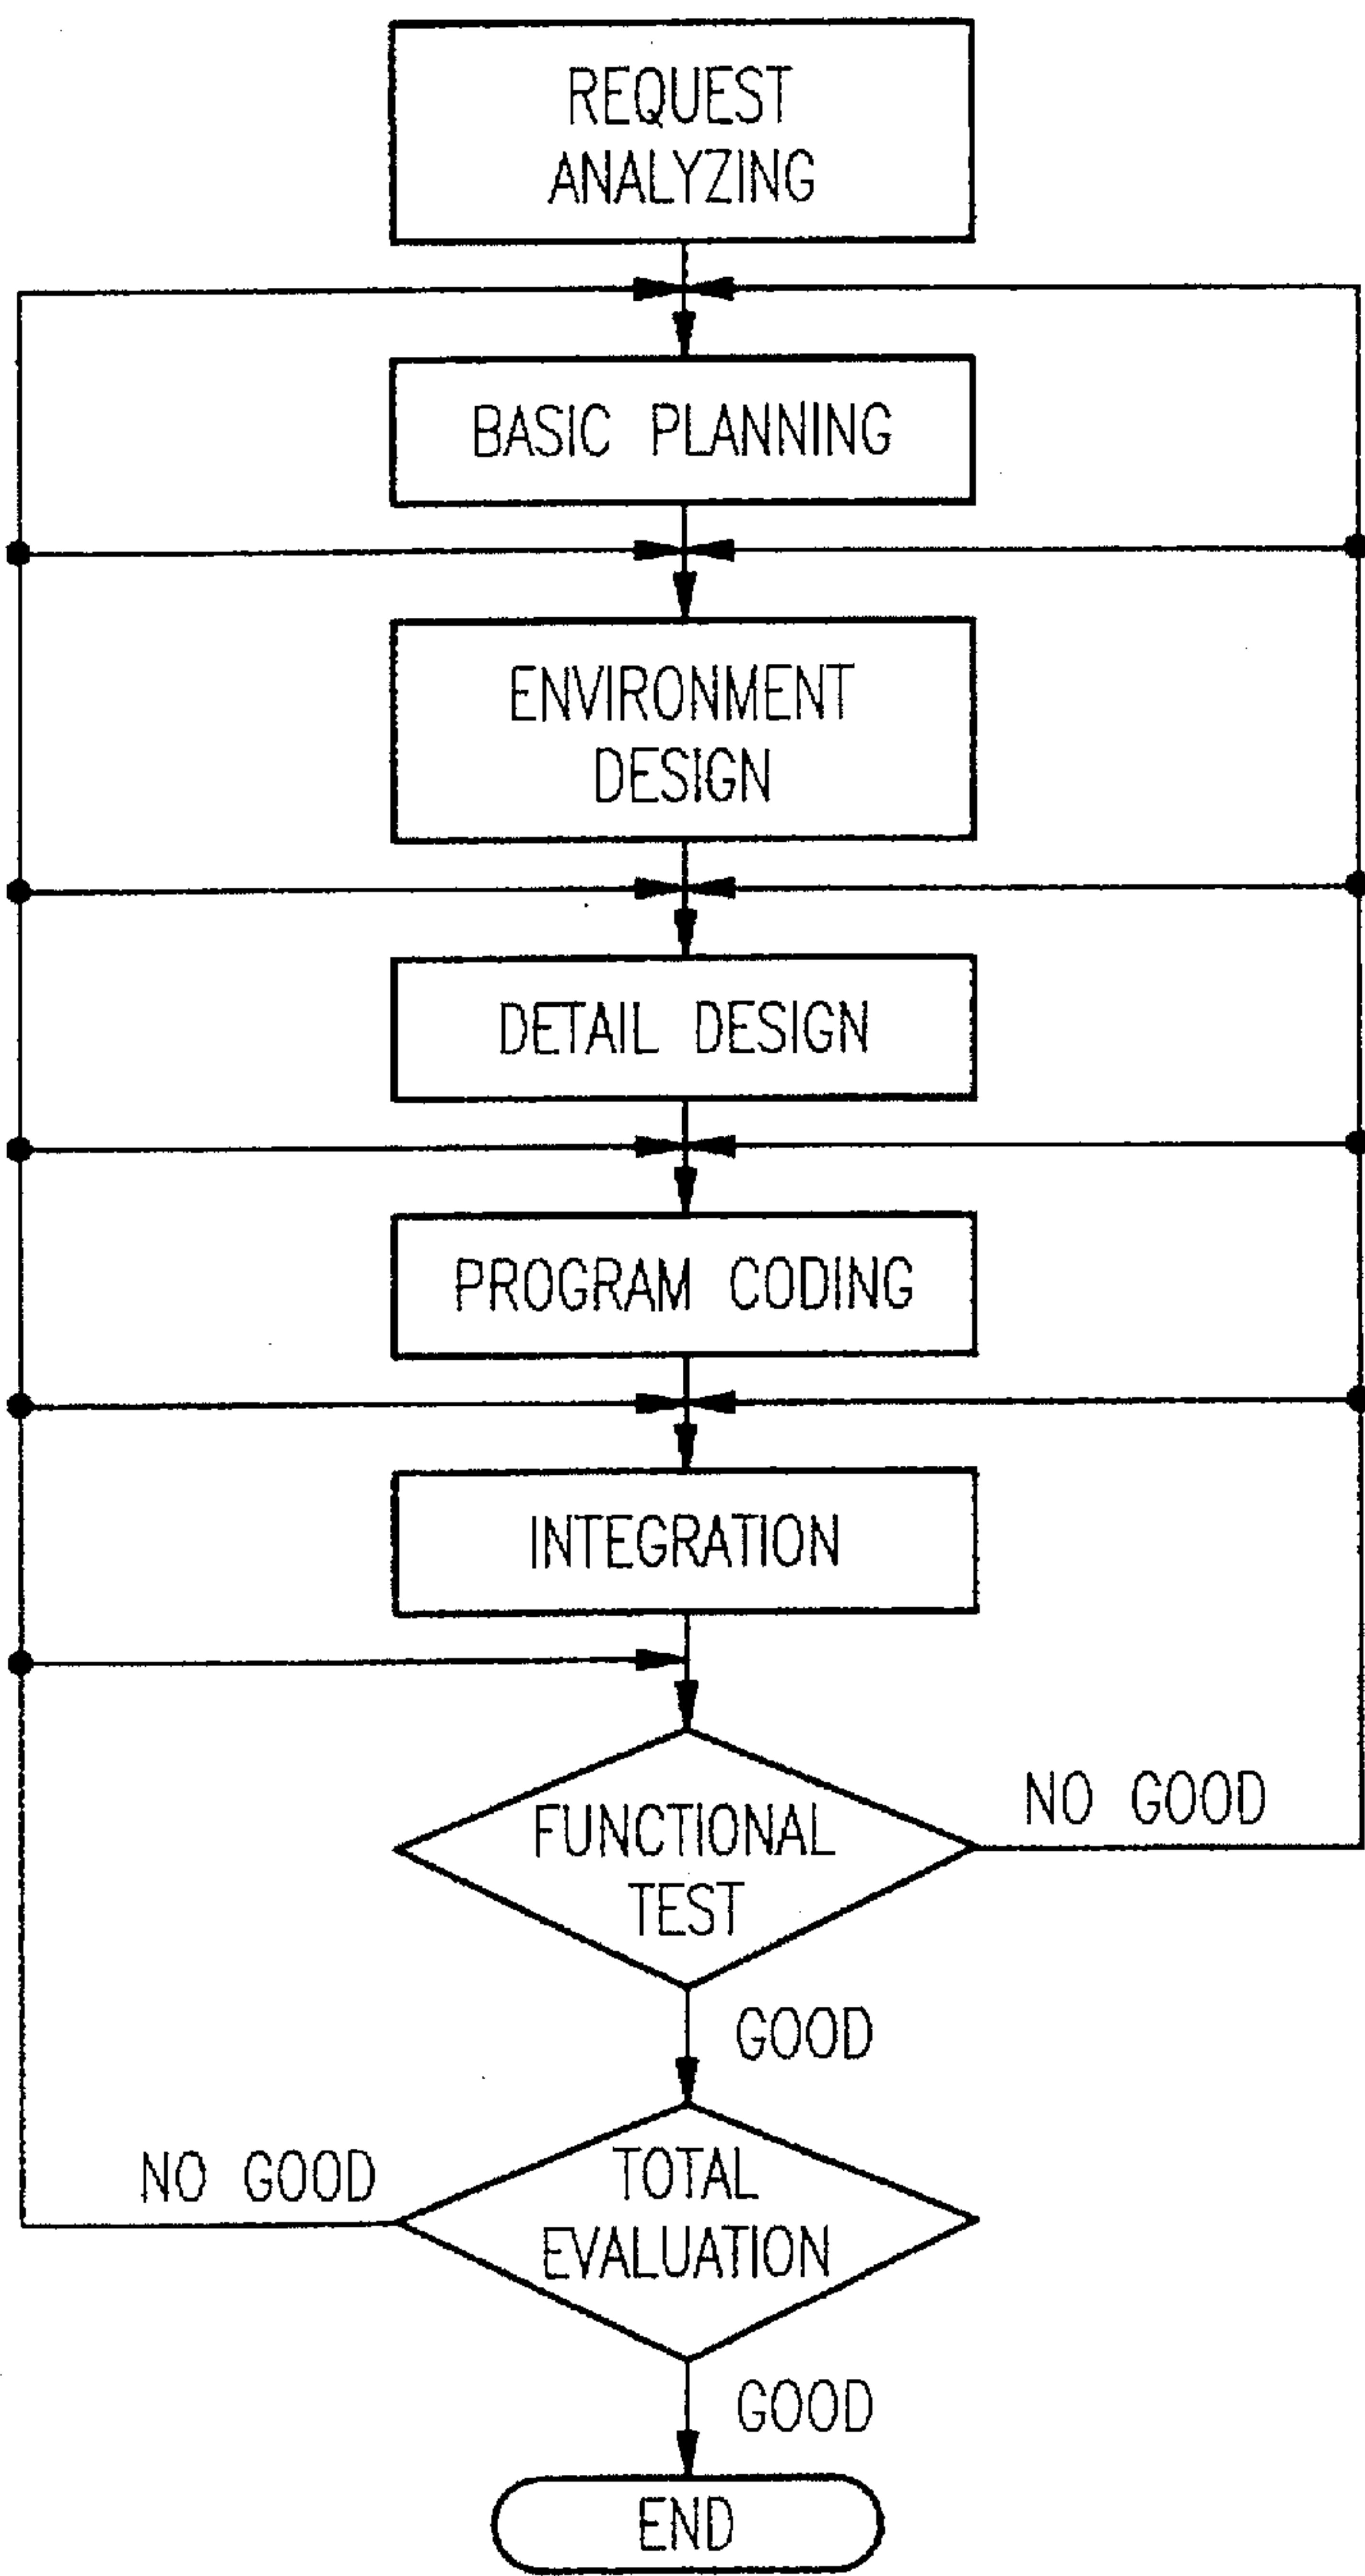 REQUEST
ANALYZING
BASIC PLANNING
ENVIRONMENT
DESIGN
DETAIL DESIGN
PROGRAM CODING
INTEGRATION
FUNCTIONAL
TEST
NO GOOD
GOOD
TOTAL
EVALUATION
NO GOOD
GOOD
END